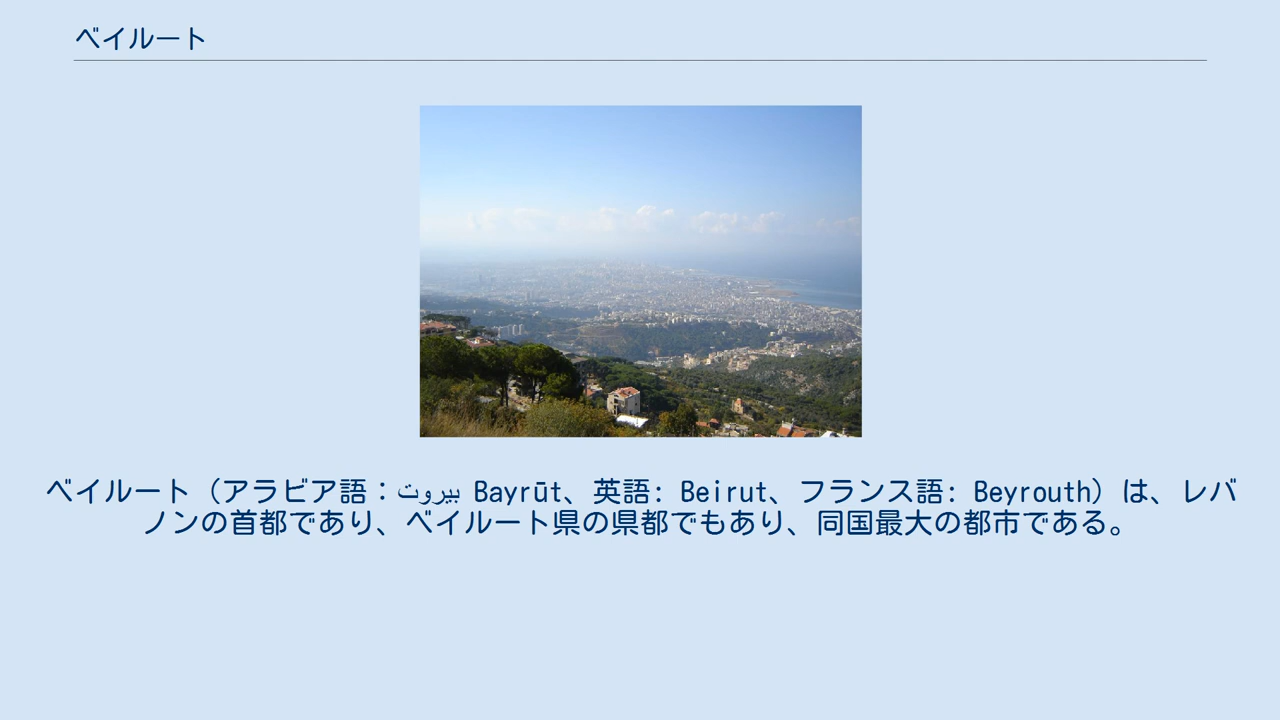 ベイルート
ベイルート（アラビア語：بيروت Bayrūt、英語: Beirut、フランス語: Beyrouth）は、レバ
ノンの首都であり、ベイルート県の県都でもあり、同国最大の都市である。